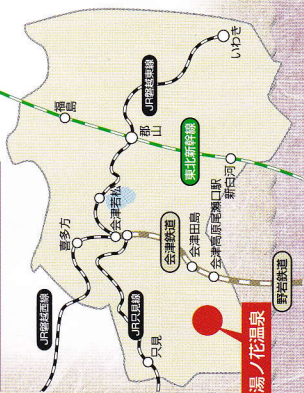 福島
JR磐越東線
いわき
郡山
東北新幹線
新白河
喜多方
会津若松
JR磐越西線
JR只見線
只見
会津鉄道
会津田島
会津高原尾瀬口駅
野岩鉄道
湯ノ花温泉